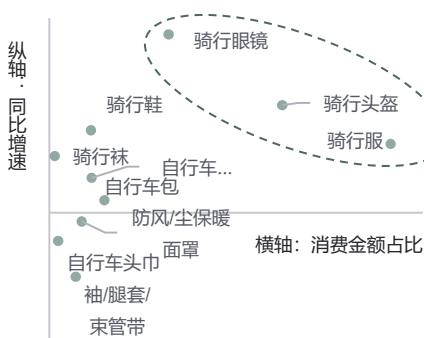 纵轴：同比增速
骑行眼镜
骑行鞋
骑行头盔
骑行服
骑行袜
自行车...
自行车包
防风/尘保暖
面罩
横轴：消费金额占比
自行车头巾
袖/腿套/
束管带